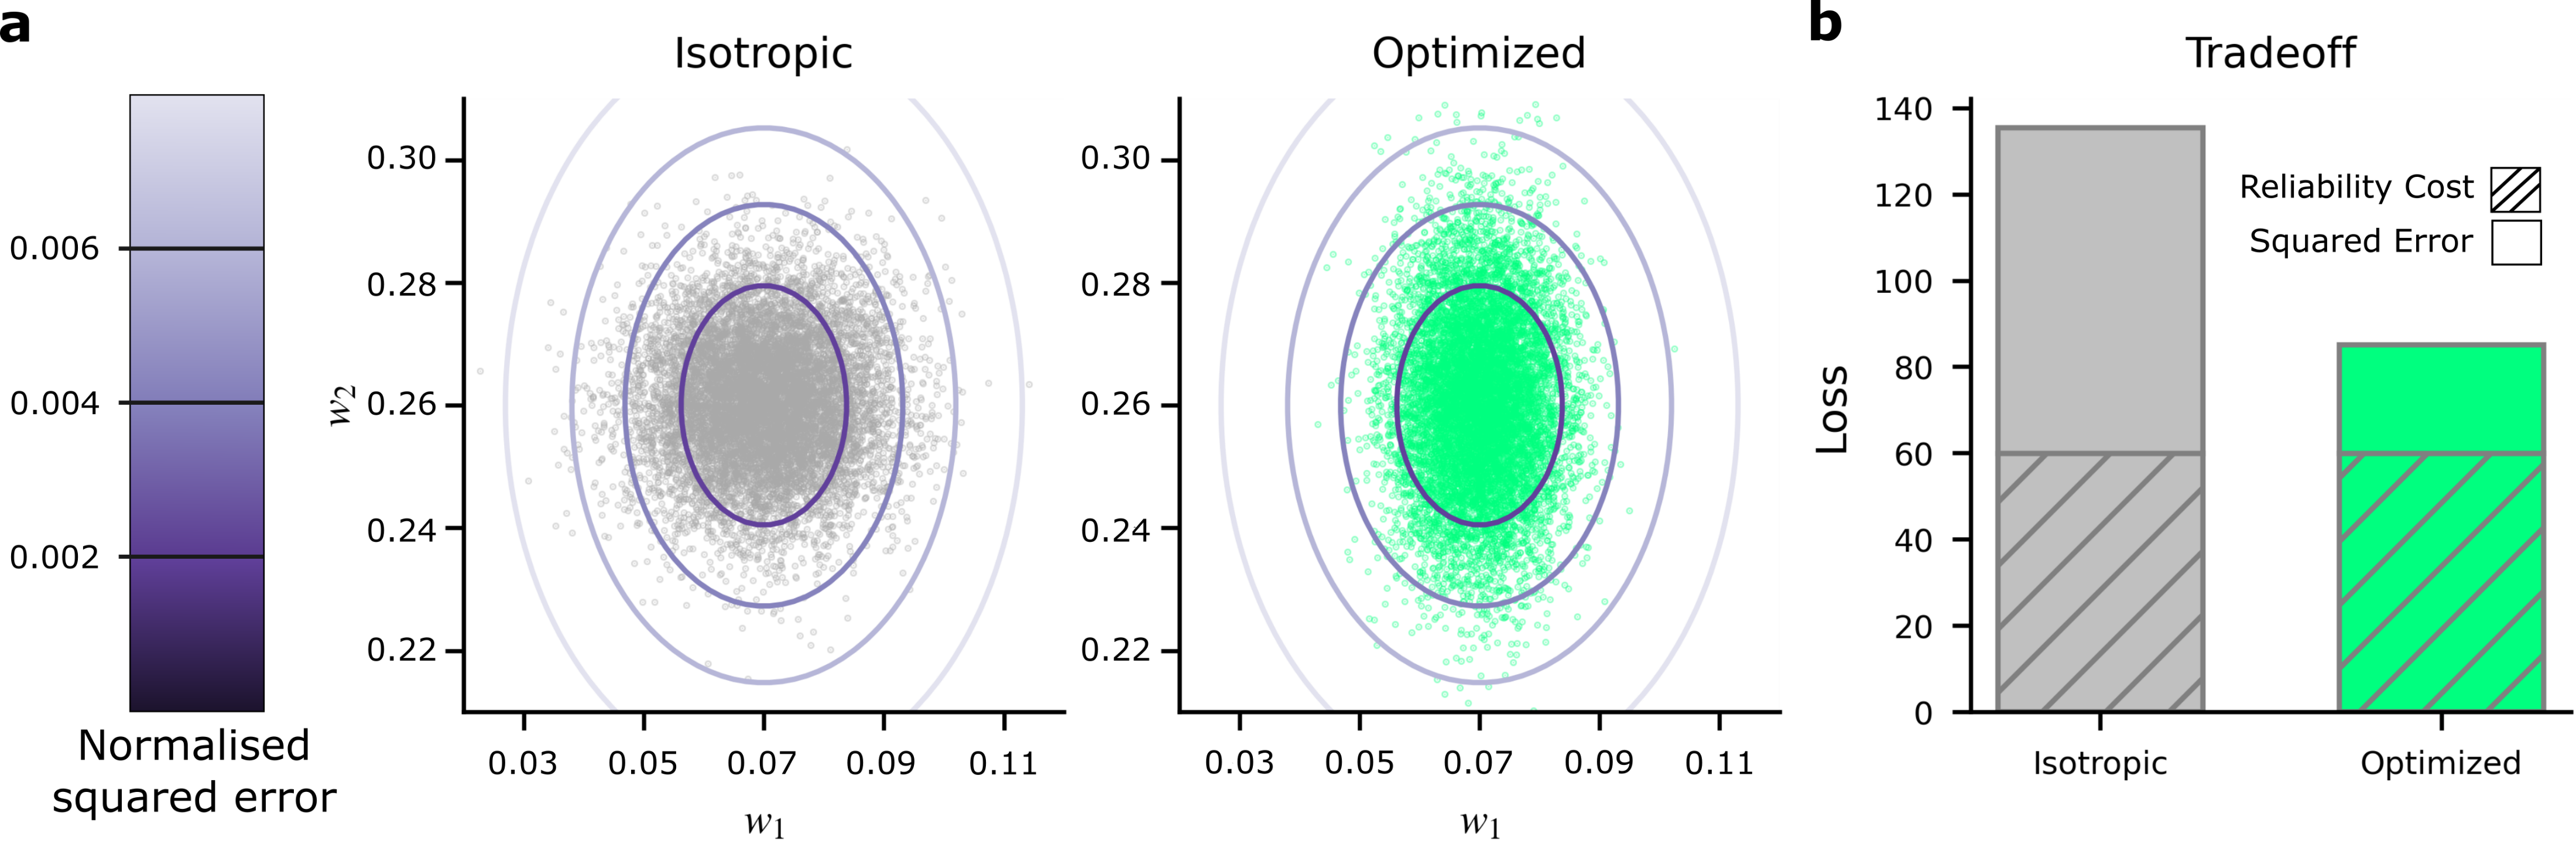 a
Isotropic
Optimized
b
Tradeoff
0.006
0.004
0.002
Normalised
squared error
w2
0.30
0.28
0.26
0.24
0.22
0.03 0.05 0.07 0.09 0.11
w1
0.30
0.28
0.26
0.24
0.22
0.03 0.05 0.07 0.09 0.11
w1
Loss
140
120
100
80
60
40
20
0
Reliability Cost
Squared Error
Isotropic
Optimized